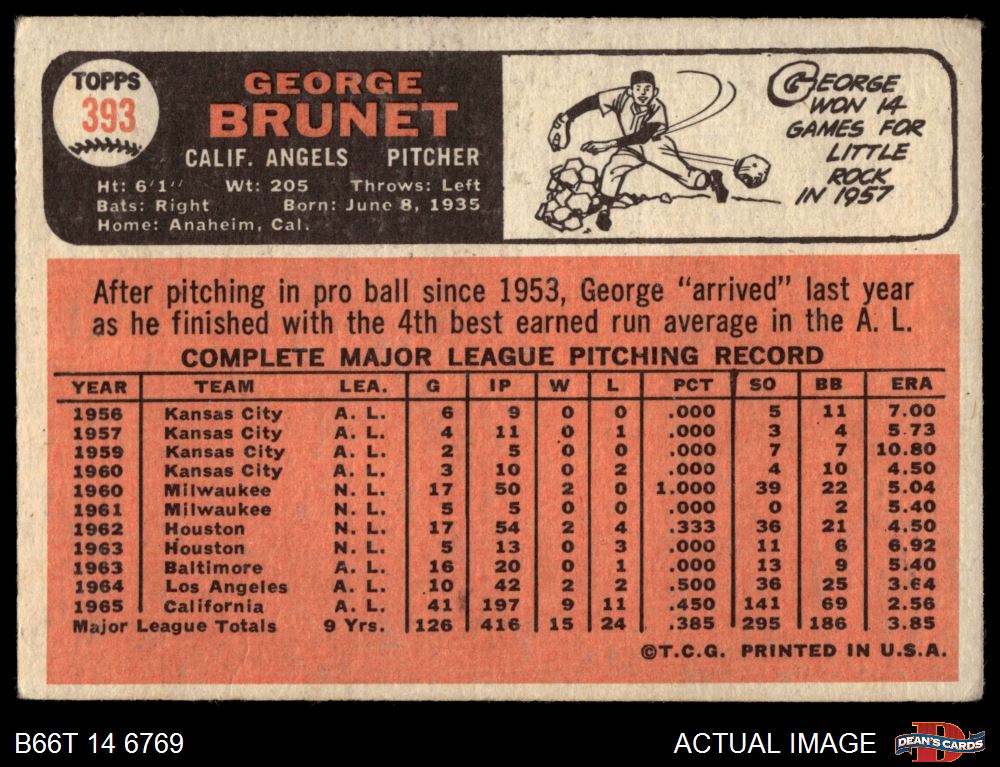 TOPPS
393
GEORGE
BRUNET
CALIF. ANGELS PITCHER
Ht: 6'1" Wt: 205 Throws: Left
Bats: Right Born: June 8, 1935
Home: Anaheim, Cal.
GEORGE
WON 14
GAMES FOR
LITTLE
ROCK
IN 1957
After pitching in pro ball since 1953, George "arrived" last year
as he finished with the 4th best earned run average in the A. L.
COMPLETE MAJOR LEAGUE PITCHING RECORD
YEAR TEAM LEA. G IP W L PCT SO BB ERA
1956 Kansas City A. L. 6 9 0 0 .000 5 11 7.00
1957 Kansas City A. L. 4 11 0 1 .000 3 4 5.73
1959 Kansas City A. L. 2 5 0 0 .000 7 7 10.80
1960 Kansas City A. L. 3 10 0 2 .000 4 10 4.50
1960 Milwaukee N. L. 17 50 2 0 1.000 39 22 5.04
1961 Milwaukee N. L. 5 5 0 0 .000 0 2 5.40
1962 Houston N. L. 17 54 2 4 .333 36 21 4.50
1963 Houston N. L. 5 13 0 3 .000 11 6 6.92
1963 Baltimore A. L. 16 20 0 1 .000 13 9 5.40
1964 Los Angeles A. L. 10 42 2 2 .500 36 25 3.64
1965 California A. L. 41 197 9 11 .450 141 69 2.56
Major League Totals 9 Yrs. 126 416 15 24 .385 295 186 3.85
©T.C.G. PRINTED IN U.S.A.
B66T 14 6769
ACTUAL IMAGE
D
DEAN'S CARDS